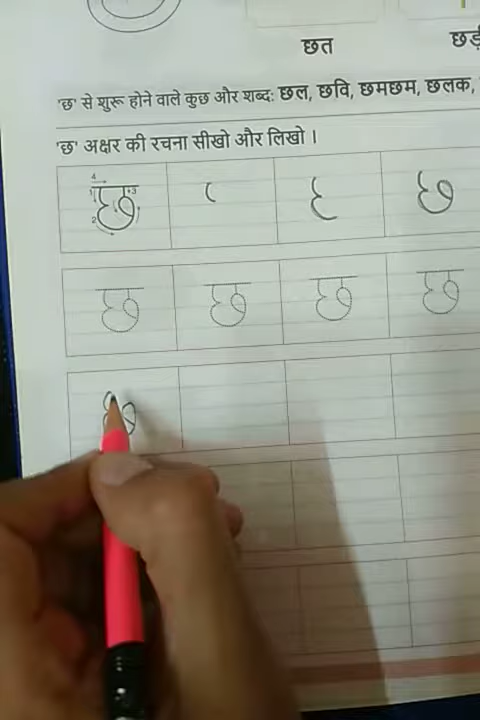 छत
'छ' से शुरू होने वाले कुछ और शब्द: छल, छवि, छमछम, छलक,
'छ' अक्षर की रचना सीखो और लिखो ।
छ
छ छ छ छ